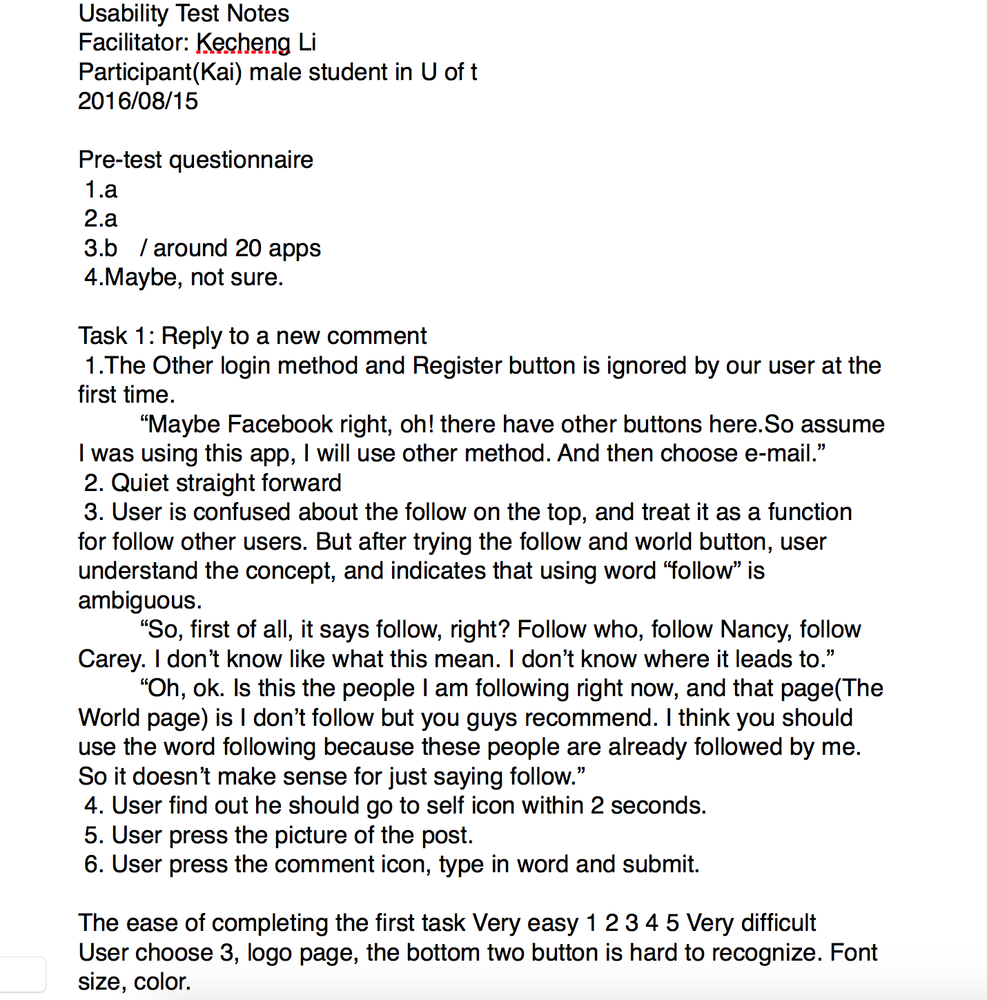 Usability Test Notes
Facilitator: Kecheng Li
Participant(Kai) male student in U of t
2016/08/15
Pre-test questionnaire
1.a
2.a
3.b / around 20 apps
4.Maybe, not sure.
Task 1: Reply to a new comment
1.The Other login method and Register button is ignored by our user at the
first time.
“Maybe Facebook right, oh! there have other buttons here.So assume
I was using this app, I will use other method. And then choose e-mail.”
2. Quiet straight forward
3. User is confused about the follow on the top, and treat it as a function
for follow other users. But after trying the follow and world button, user
understand the concept, and indicates that using word “follow” is
ambiguous.
“So, first of all, it says follow, right? Follow who, follow Nancy, follow
Carey. I don’t know like what this mean. I don’t know where it leads to.”
“Oh, ok. Is this the people I am following right now, and that page(The
World page) is I don’t follow but you guys recommend. I think you should
use the word following because these people are already followed by me.
So it doesn’t make sense for just saying follow.”
4. User find out he should go to self icon within 2 seconds.
5. User press the picture of the post.
6. User press the comment icon, type in word and submit.
The ease of completing the first task Very easy 1 2 3 4 5 Very difficult
User choose 3, logo page, the bottom two button is hard to recognize. Font
size, color.